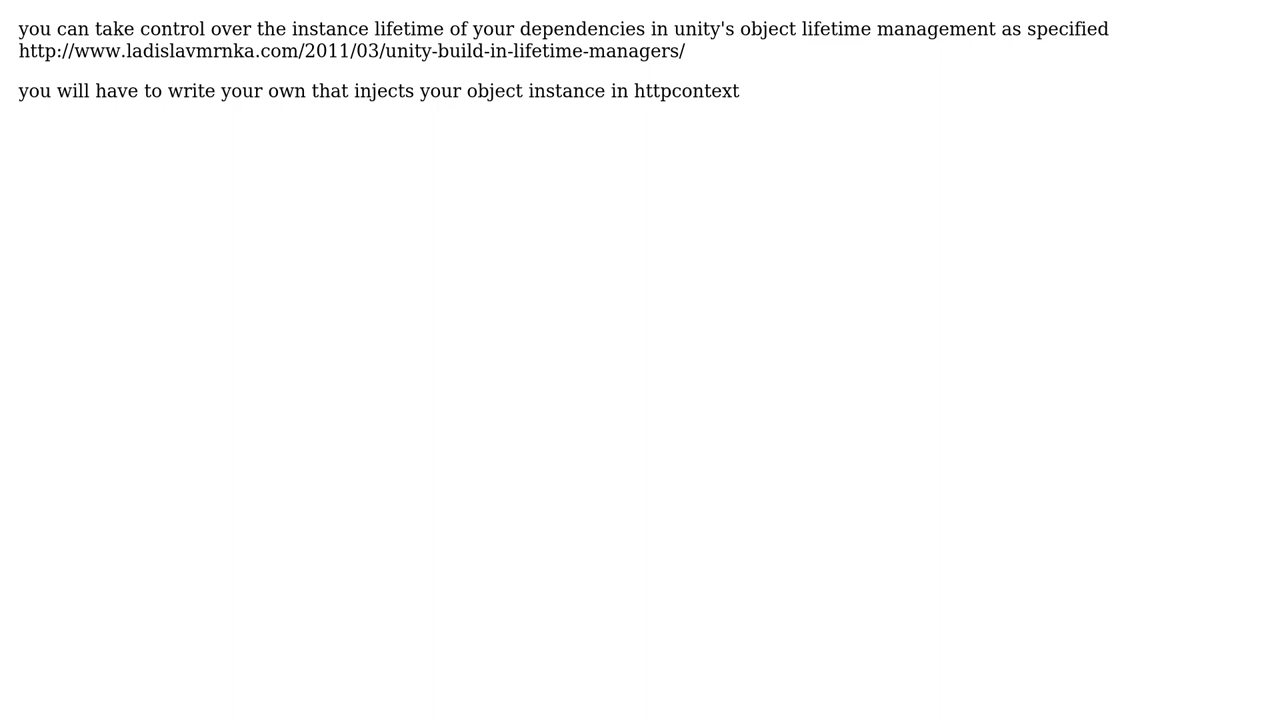 you can take control over the instance lifetime of your dependencies in unity's object lifetime management as specified
http://www.ladislavmrnka.com/2011/03/unity-build-in-lifetime-managers/
you will have to write your own that injects your object instance in httpcontext